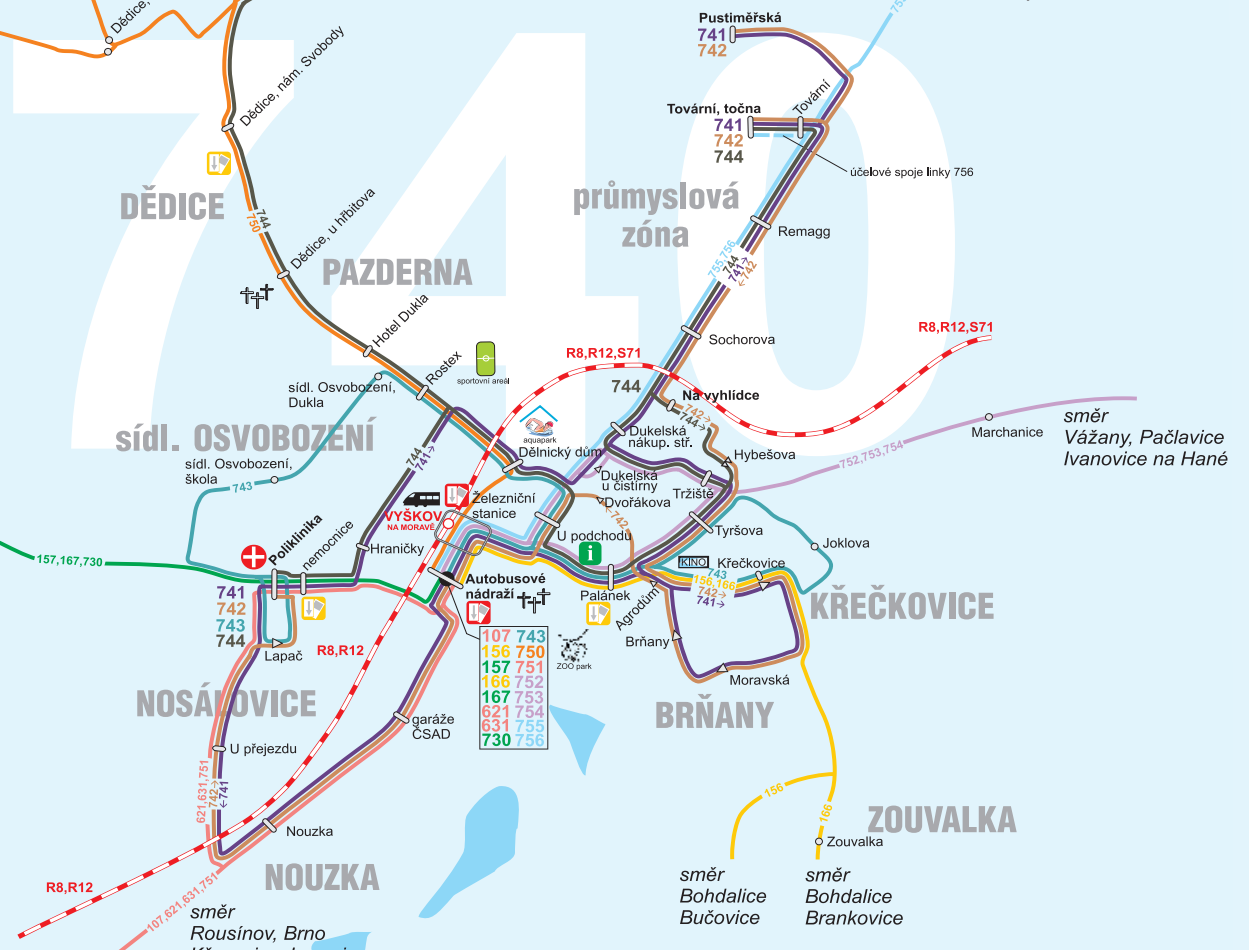 740
Dědice,
Pustiměřská
741
742
Dědice, nám. Svobody
Tovární, točna
741
742
744
Tovární
účelové spoje linky 756
DĚDICE
744
750
Dědice, u hřbitova
průmyslová
zóna
Remagg
755,756
744
741→
←742
PAZDERNA
Hotel Dukla
Sochorova
R8,R12,S71
R8,R12,S71
sportovní areál
sídl. Osvobození,
Dukla
Rostex
744
Na vyhlídce
742→
744→
aquapark
Dělnický dům
Dukelská
nákup. stř.
Marchanice
směr
Vážany, Pačlavice
Ivanovice na Hané
sídl. OSVOBOZENÍ
sídl. Osvobození,
škola
743
744
741→
Hybešova
752,753,754
Dukelská
u čistírny
Tržiště
Dvořákova
←742
Železniční
stanice
VYŠKOV
NA MORAVĚ
U podchodu
Tyršova
157,167,730
Poliklinika
nemocnice
Hraničky
i
KINO
Křečkovice
Joklova
743
156,166
742→
741→
741
742
743
744
Autobusové
nádraží
Palánek
Agrodům
KŘEČKOVICE
Lapač
R8,R12
107 743
156 750
157 751
166 752
167 753
621 754
631 755
730 756
ZOO park
Brňany
Moravská
NOSÁLOVICE
garáže
ČSAD
BRŇANY
U přejezdu
621,631,751
742→
←741
156
166
Nouzka
ZOUVALKA
Zouvalka
NOUZKA
R8,R12
107,621,631,751
směr
Rousínov, Brno
směr
Bohdalice
Bučovice
směr
Bohdalice
Brankovice